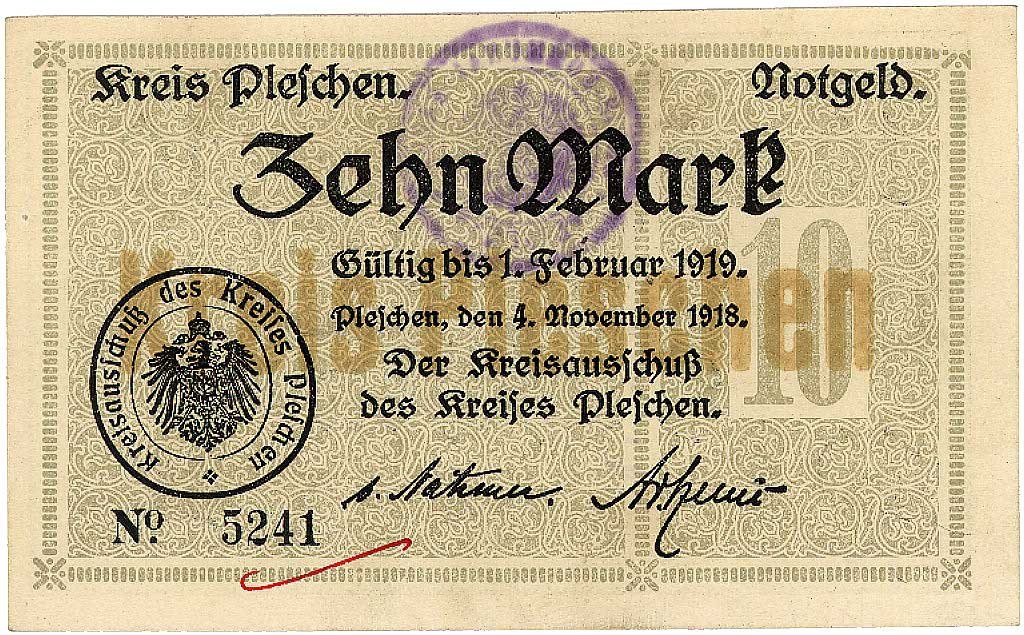 Kreis Pleschen. Notgeld.
Zehn Mark
10
Gültig bis 1. Februar 1919.
Kreis Pleschen
Pleschen, den 4. November 1918.
Der Kreisausschuß
des Kreises Pleschen.
Kreisausschuß des Kreises Pleschen
No. 5241